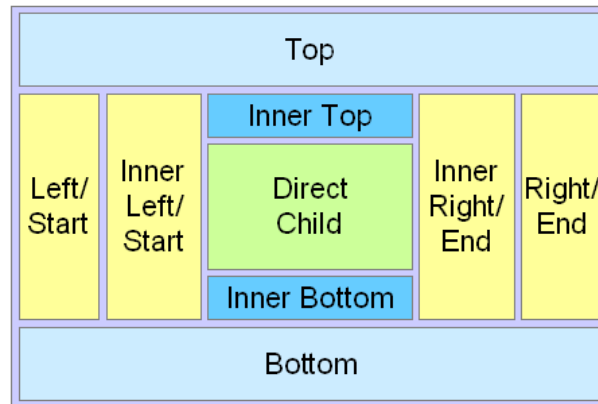 Top
Left/
Start
Inner
Left/
Start
Inner Top
Direct
Child
Inner Bottom
Inner
Right/
End
Right/
End
Bottom